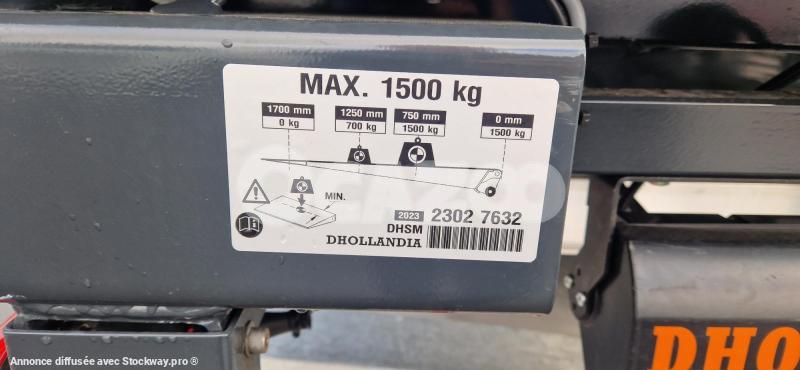 MAX. 1500 kg
1700 mm 1250 mm 750 mm 0 mm
0 kg 700 kg 1500 kg 1500 kg
MIN.
2023 2302 7632
DHSM
DHOLLANDIA
DHO
Annonce diffusée avec Stockway.pro ®